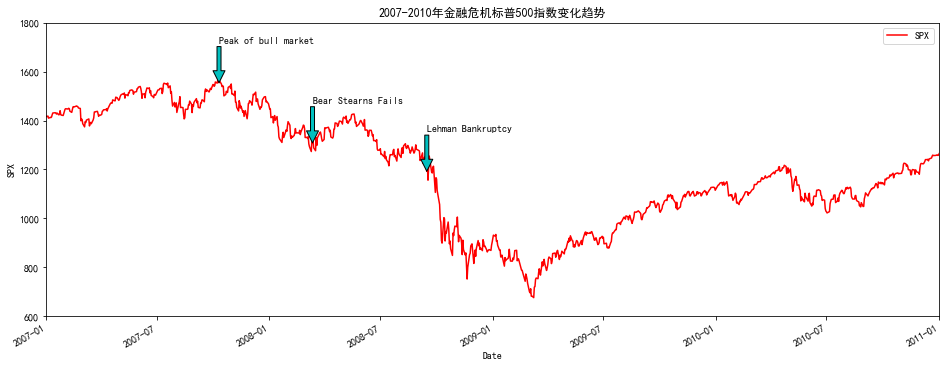 2007-2010年金融危机标普500指数变化趋势
1800
1600
1400
1200
1000
800
600
SPX
Peak of bull market
Bear Stearns Fails
Lehman Bankruptcy
SPX
2007-01
2007-07
2008-01
2008-07
2009-01
2009-07
2010-01
2010-07
2011-01
Date